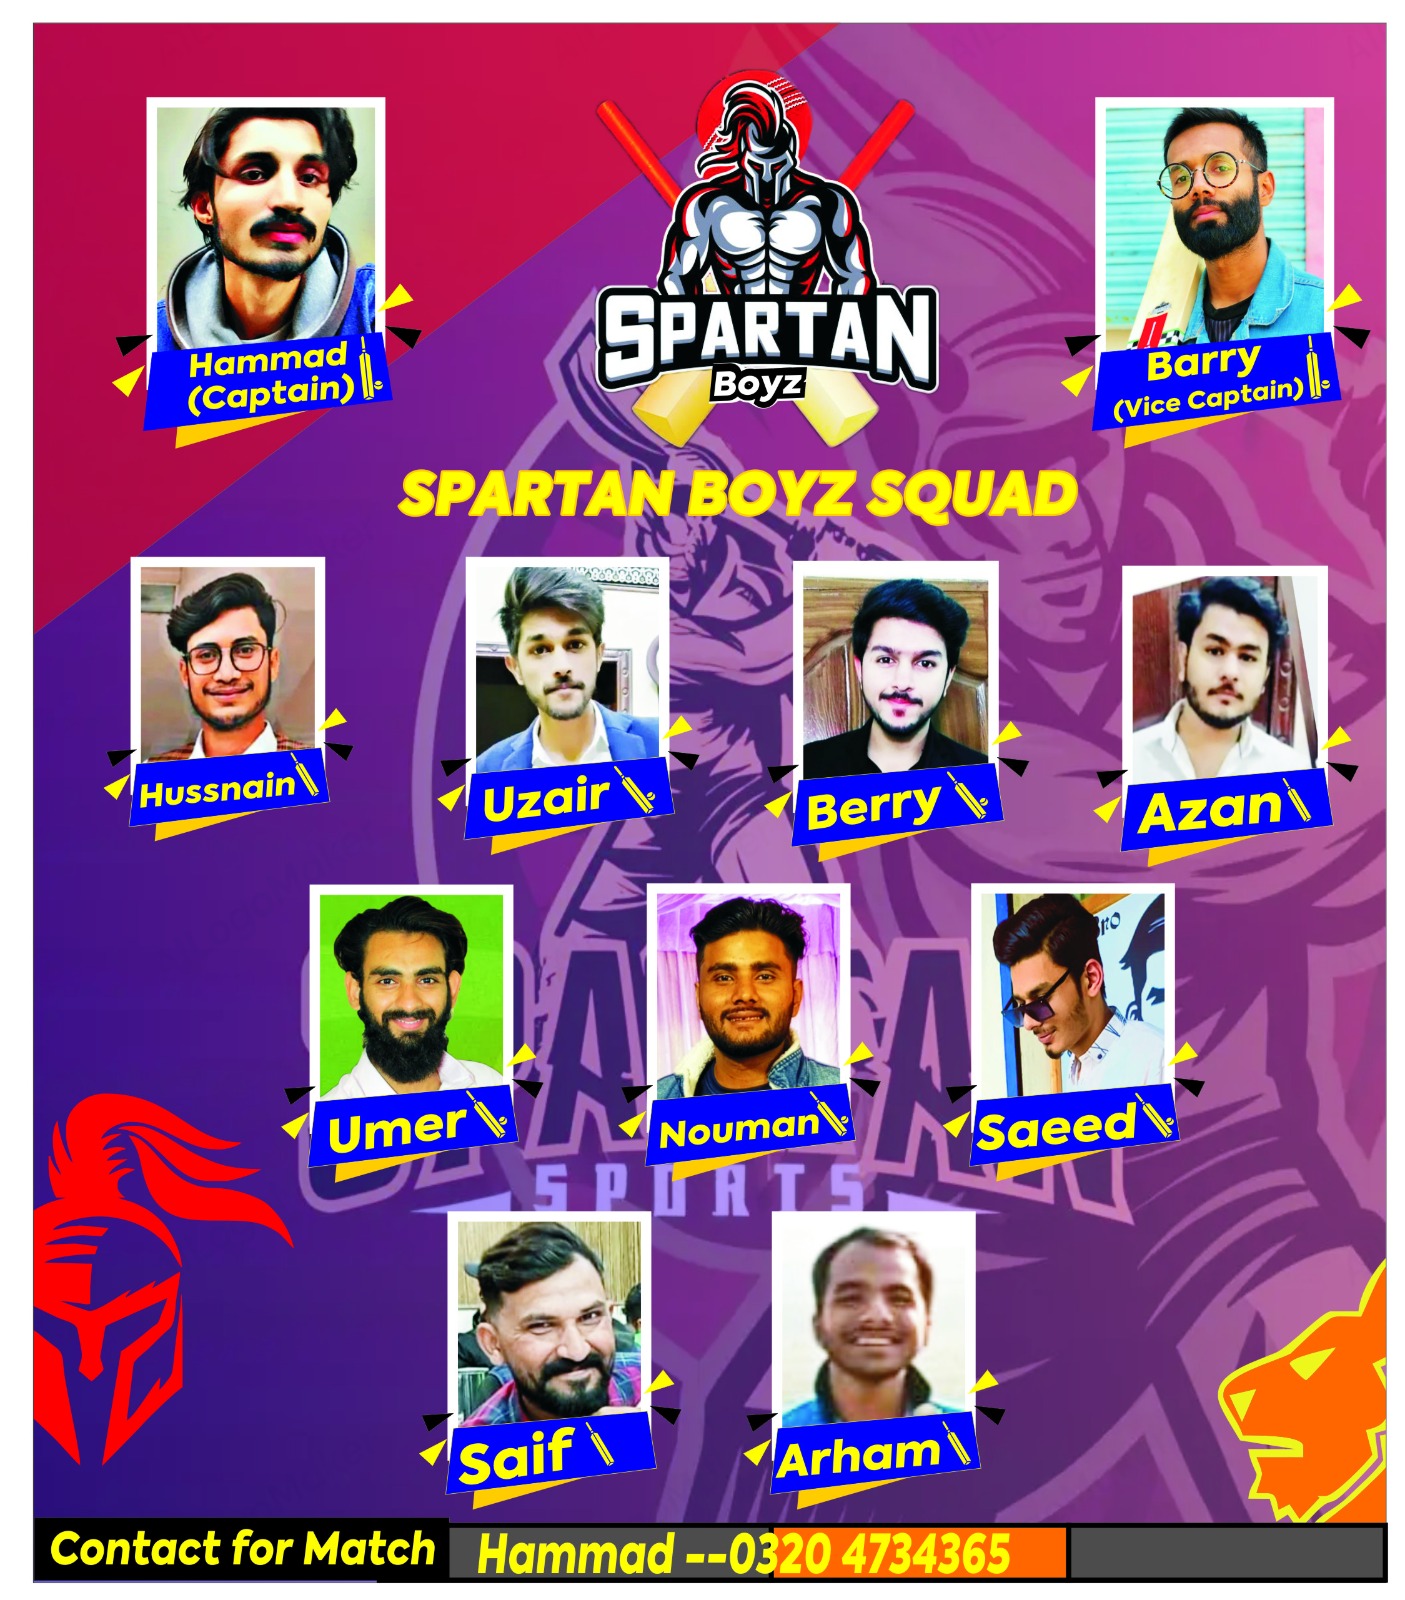 SPARTAN
Boyz
Hammad
(Captain)
Barry
(Vice Captain)
SPARTAN BOYZ SQUAD
Hussnain
Uzair
Berry
Azan
Umer
Nouman
Saeed
SPARTAN
SPORTS
Saif
Arham
Contact for Match
Hammad --0320 4734365